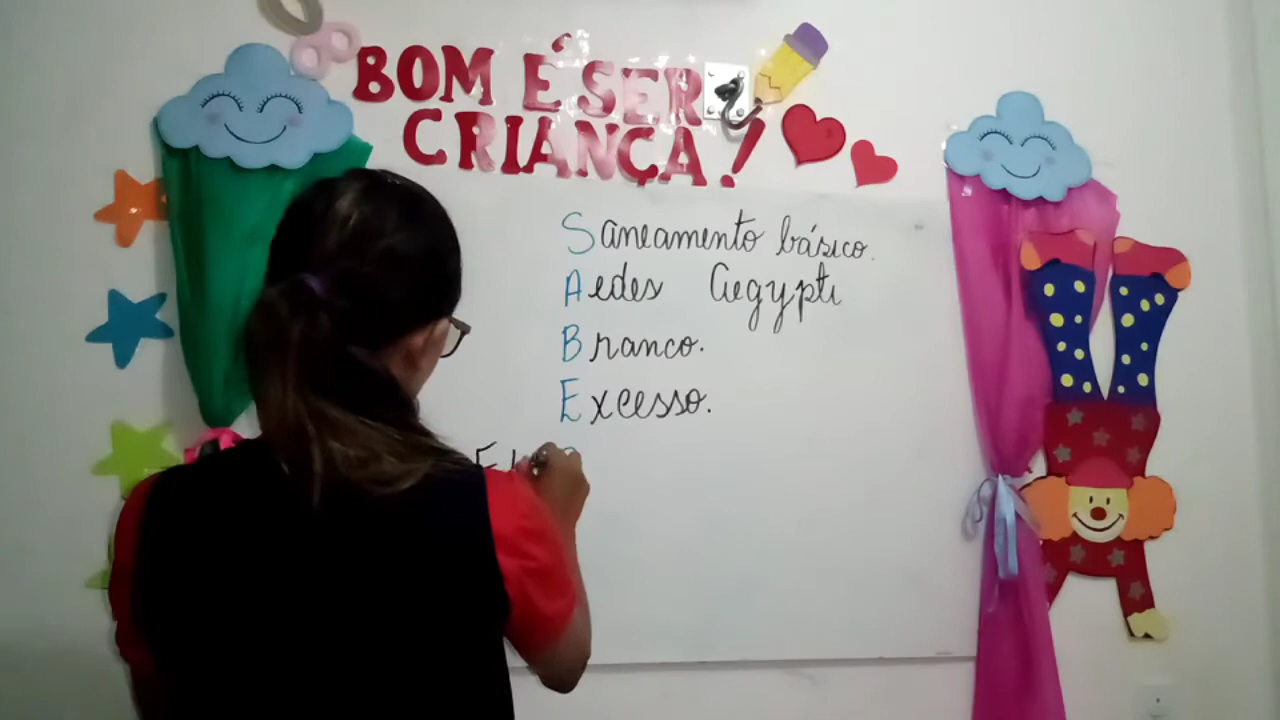 BOM É SER
CRIANÇA!
Saneamento básico.
Aedes Aegypti
Branco.
Excesso.